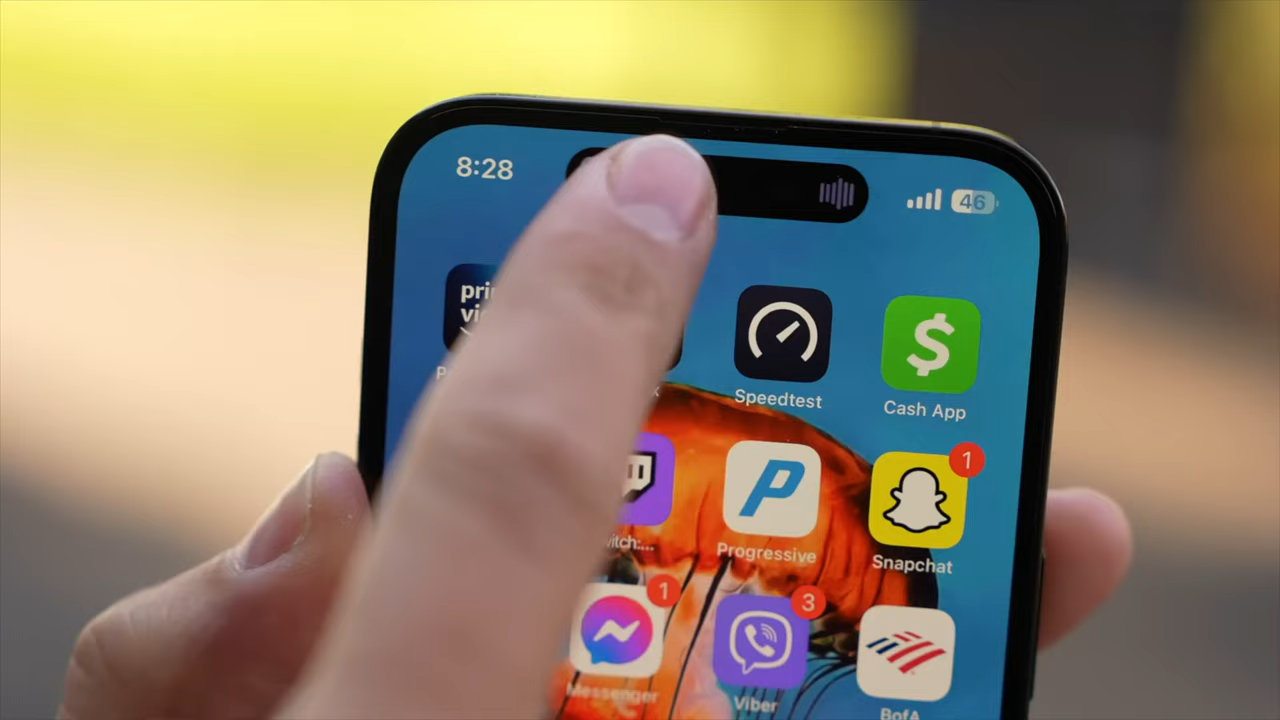 8:28
46
Speedtest
$
Cash App
P
Progressive
1
Snapchat
1
Messenger
3
Viber
BofA